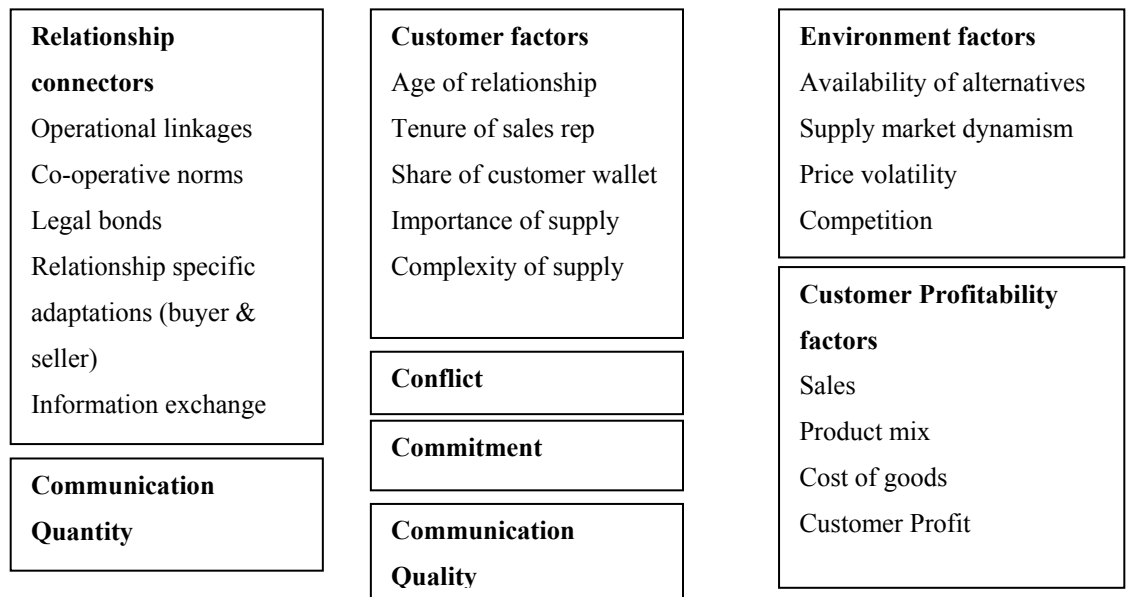 Relationship
connectors
Operational linkages
Co-operative norms
Legal bonds
Relationship specific
adaptations (buyer &
seller)
Information exchange
Communication
Quantity
Customer factors
Age of relationship
Tenure of sales rep
Share of customer wallet
Importance of supply
Complexity of supply
Conflict
Commitment
Communication
Quality
Environment factors
Availability of alternatives
Supply market dynamism
Price volatility
Competition
Customer Profitability
factors
Sales
Product mix
Cost of goods
Customer Profit